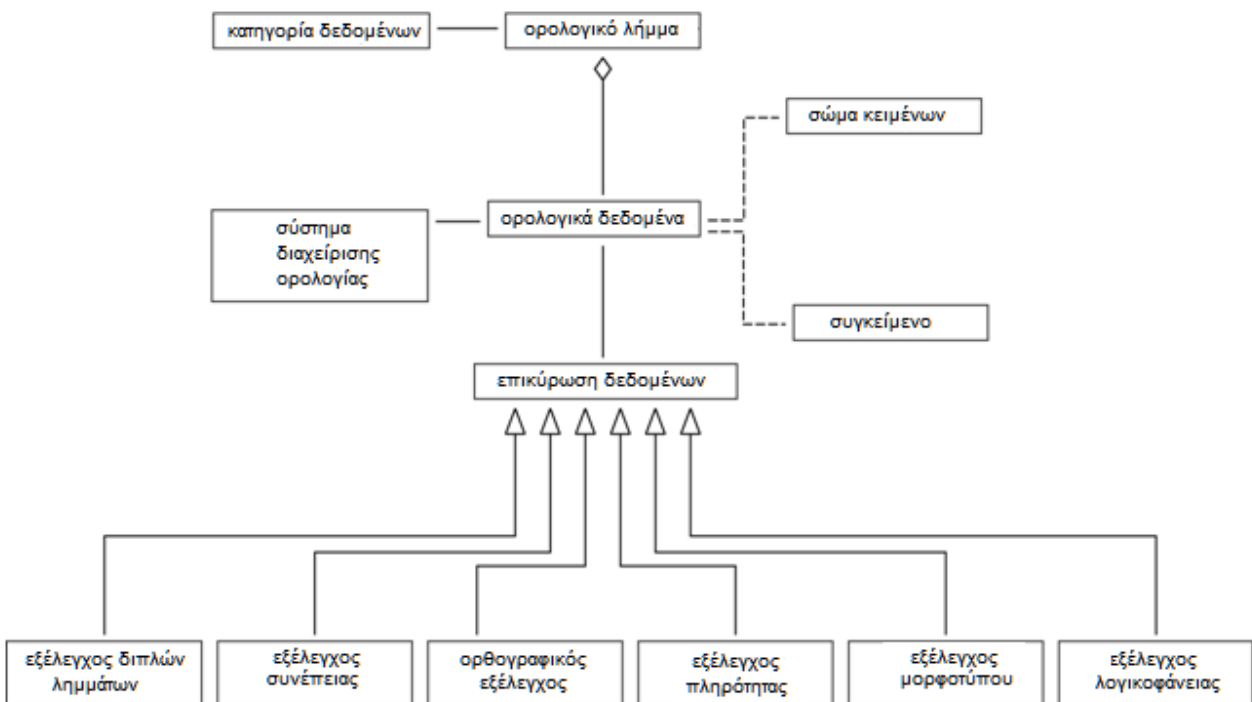 κατηγορία δεδομένων
ορολογικό λήμμα
σώμα κειμένων
ορολογικά δεδομένα
σύστημα
διαχείρισης
ορολογίας
συγκείμενο
επικύρωση δεδομένων
εξέλεγχος διπλών
λημμάτων
εξέλεγχος
συνέπειας
ορθογραφικός
εξέλεγχος
εξέλεγχος
πληρότητας
εξέλεγχος
μορφοτύπου
εξέλεγχος
λογικοφάνειας